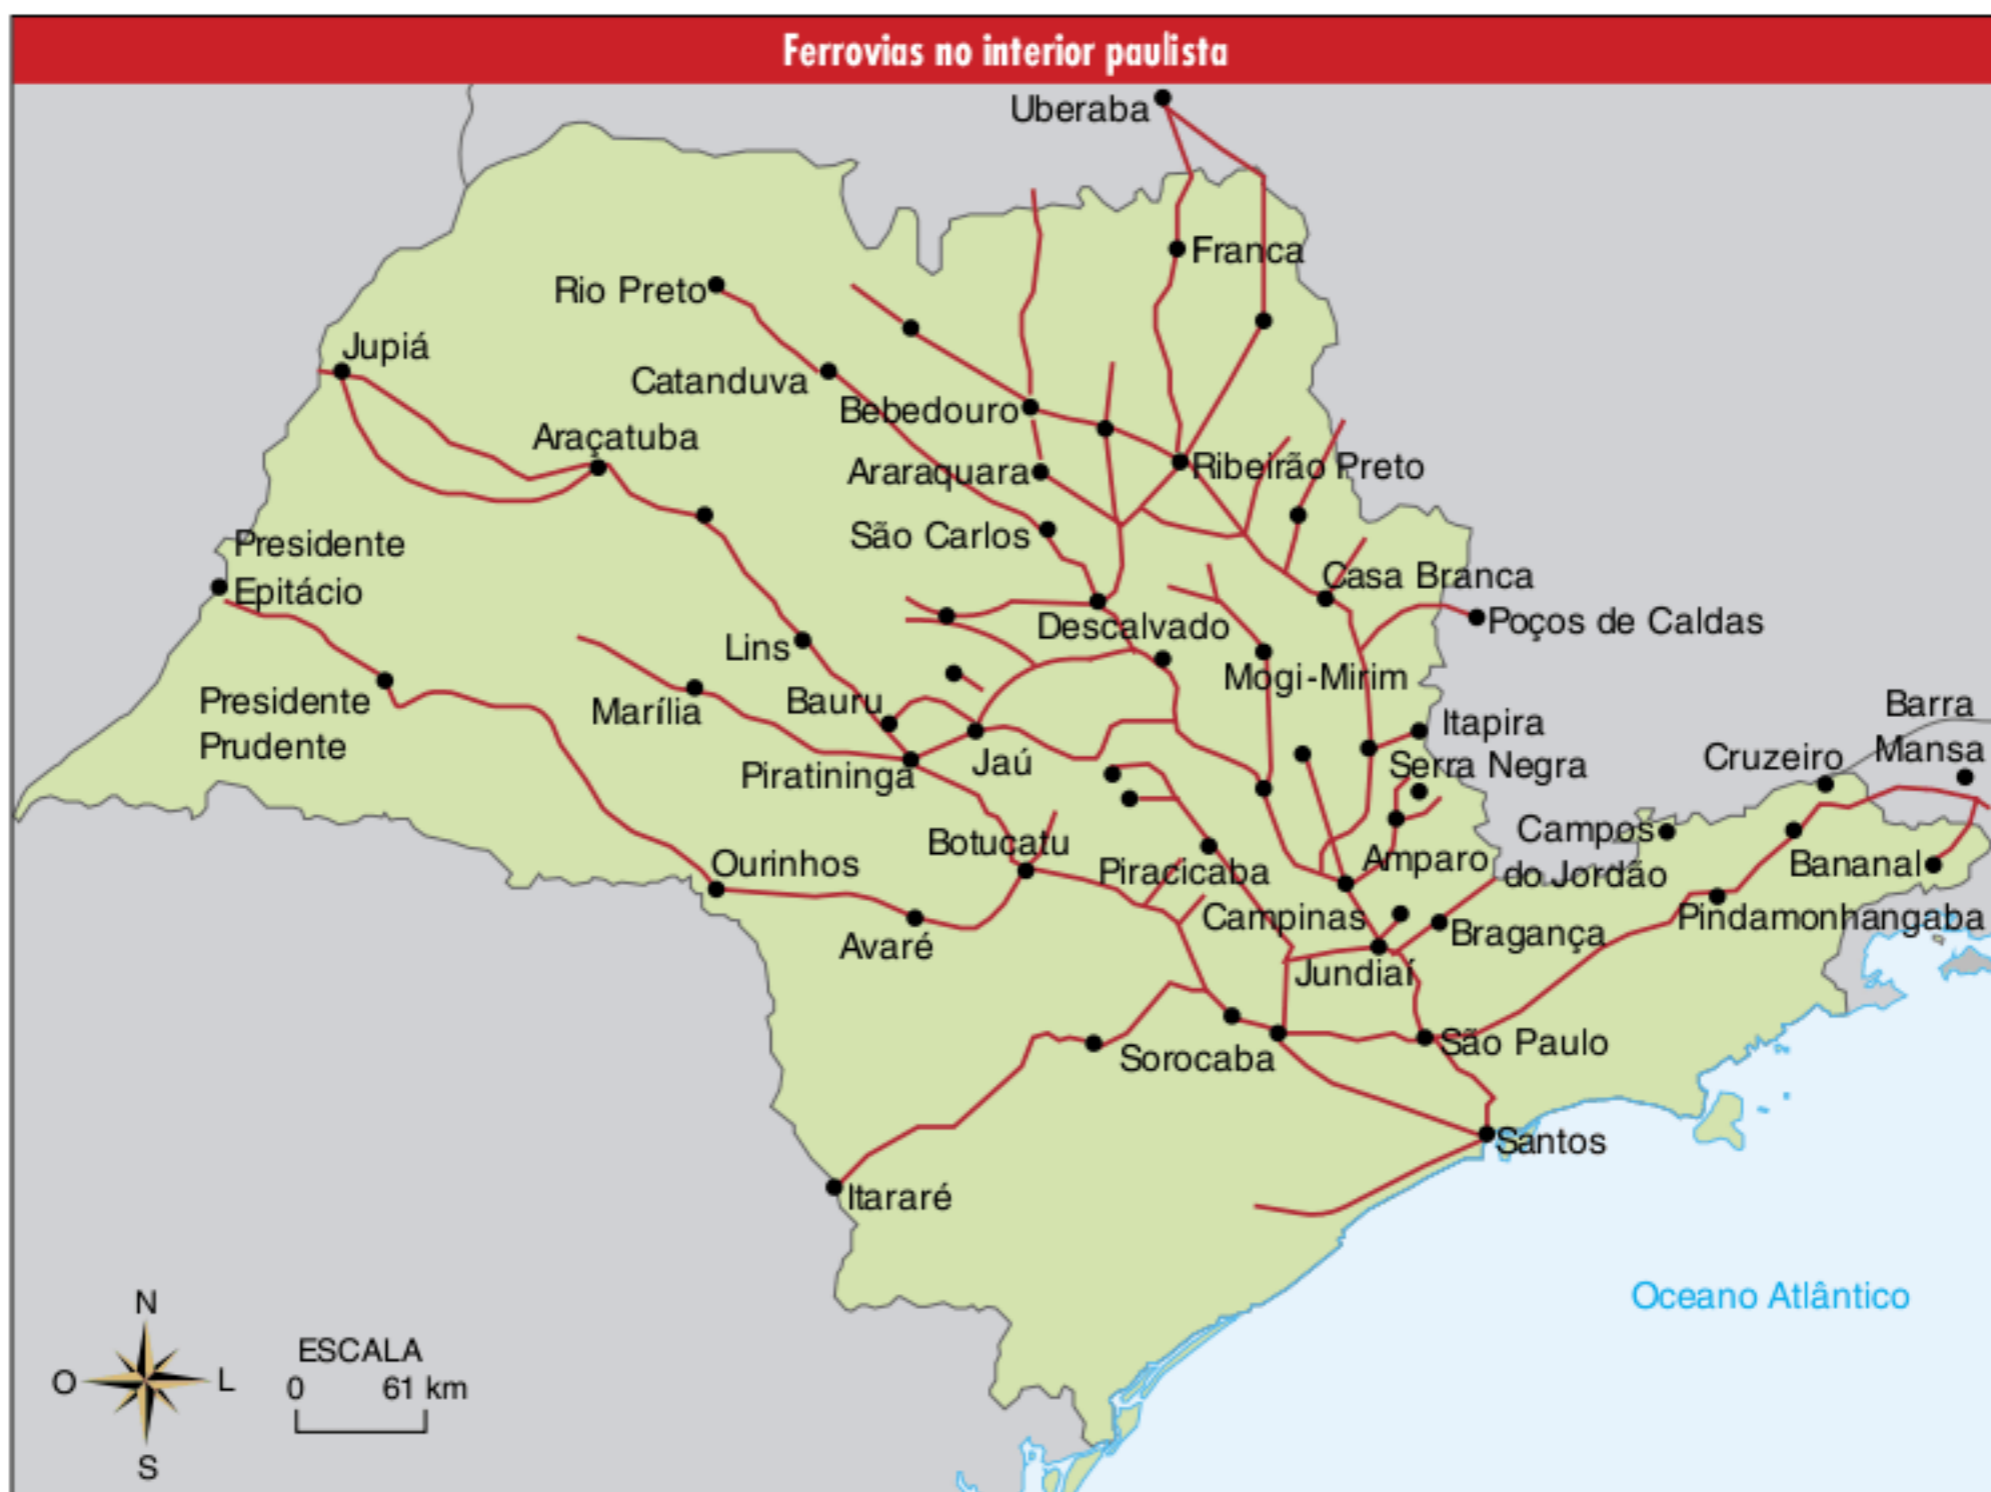 Ferrovias no interior paulista
Uberaba
Franca
Rio Preto
Jupiá
Catanduva
Bebedouro
Araçatuba
Araraquara
Ribeirão Preto
São Carlos
Presidente
Epitácio
Casa Branca
Poços de Caldas
Descalvado
Lins
Mogi-Mirim
Presidente
Prudente
Marília
Bauru
Itapira
Barra
Mansa
Cruzeiro
Serra Negra
Piratininga
Jaú
Campos
do Jordão
Botucatu
Ourinhos
Piracicaba
Amparo
Bananal
Campinas
Pindamonhangaba
Avaré
Bragança
Jundiaí
São Paulo
Sorocaba
Santos
Itararé
Oceano Atlântico
N
O
L
S
ESCALA
0 61 km